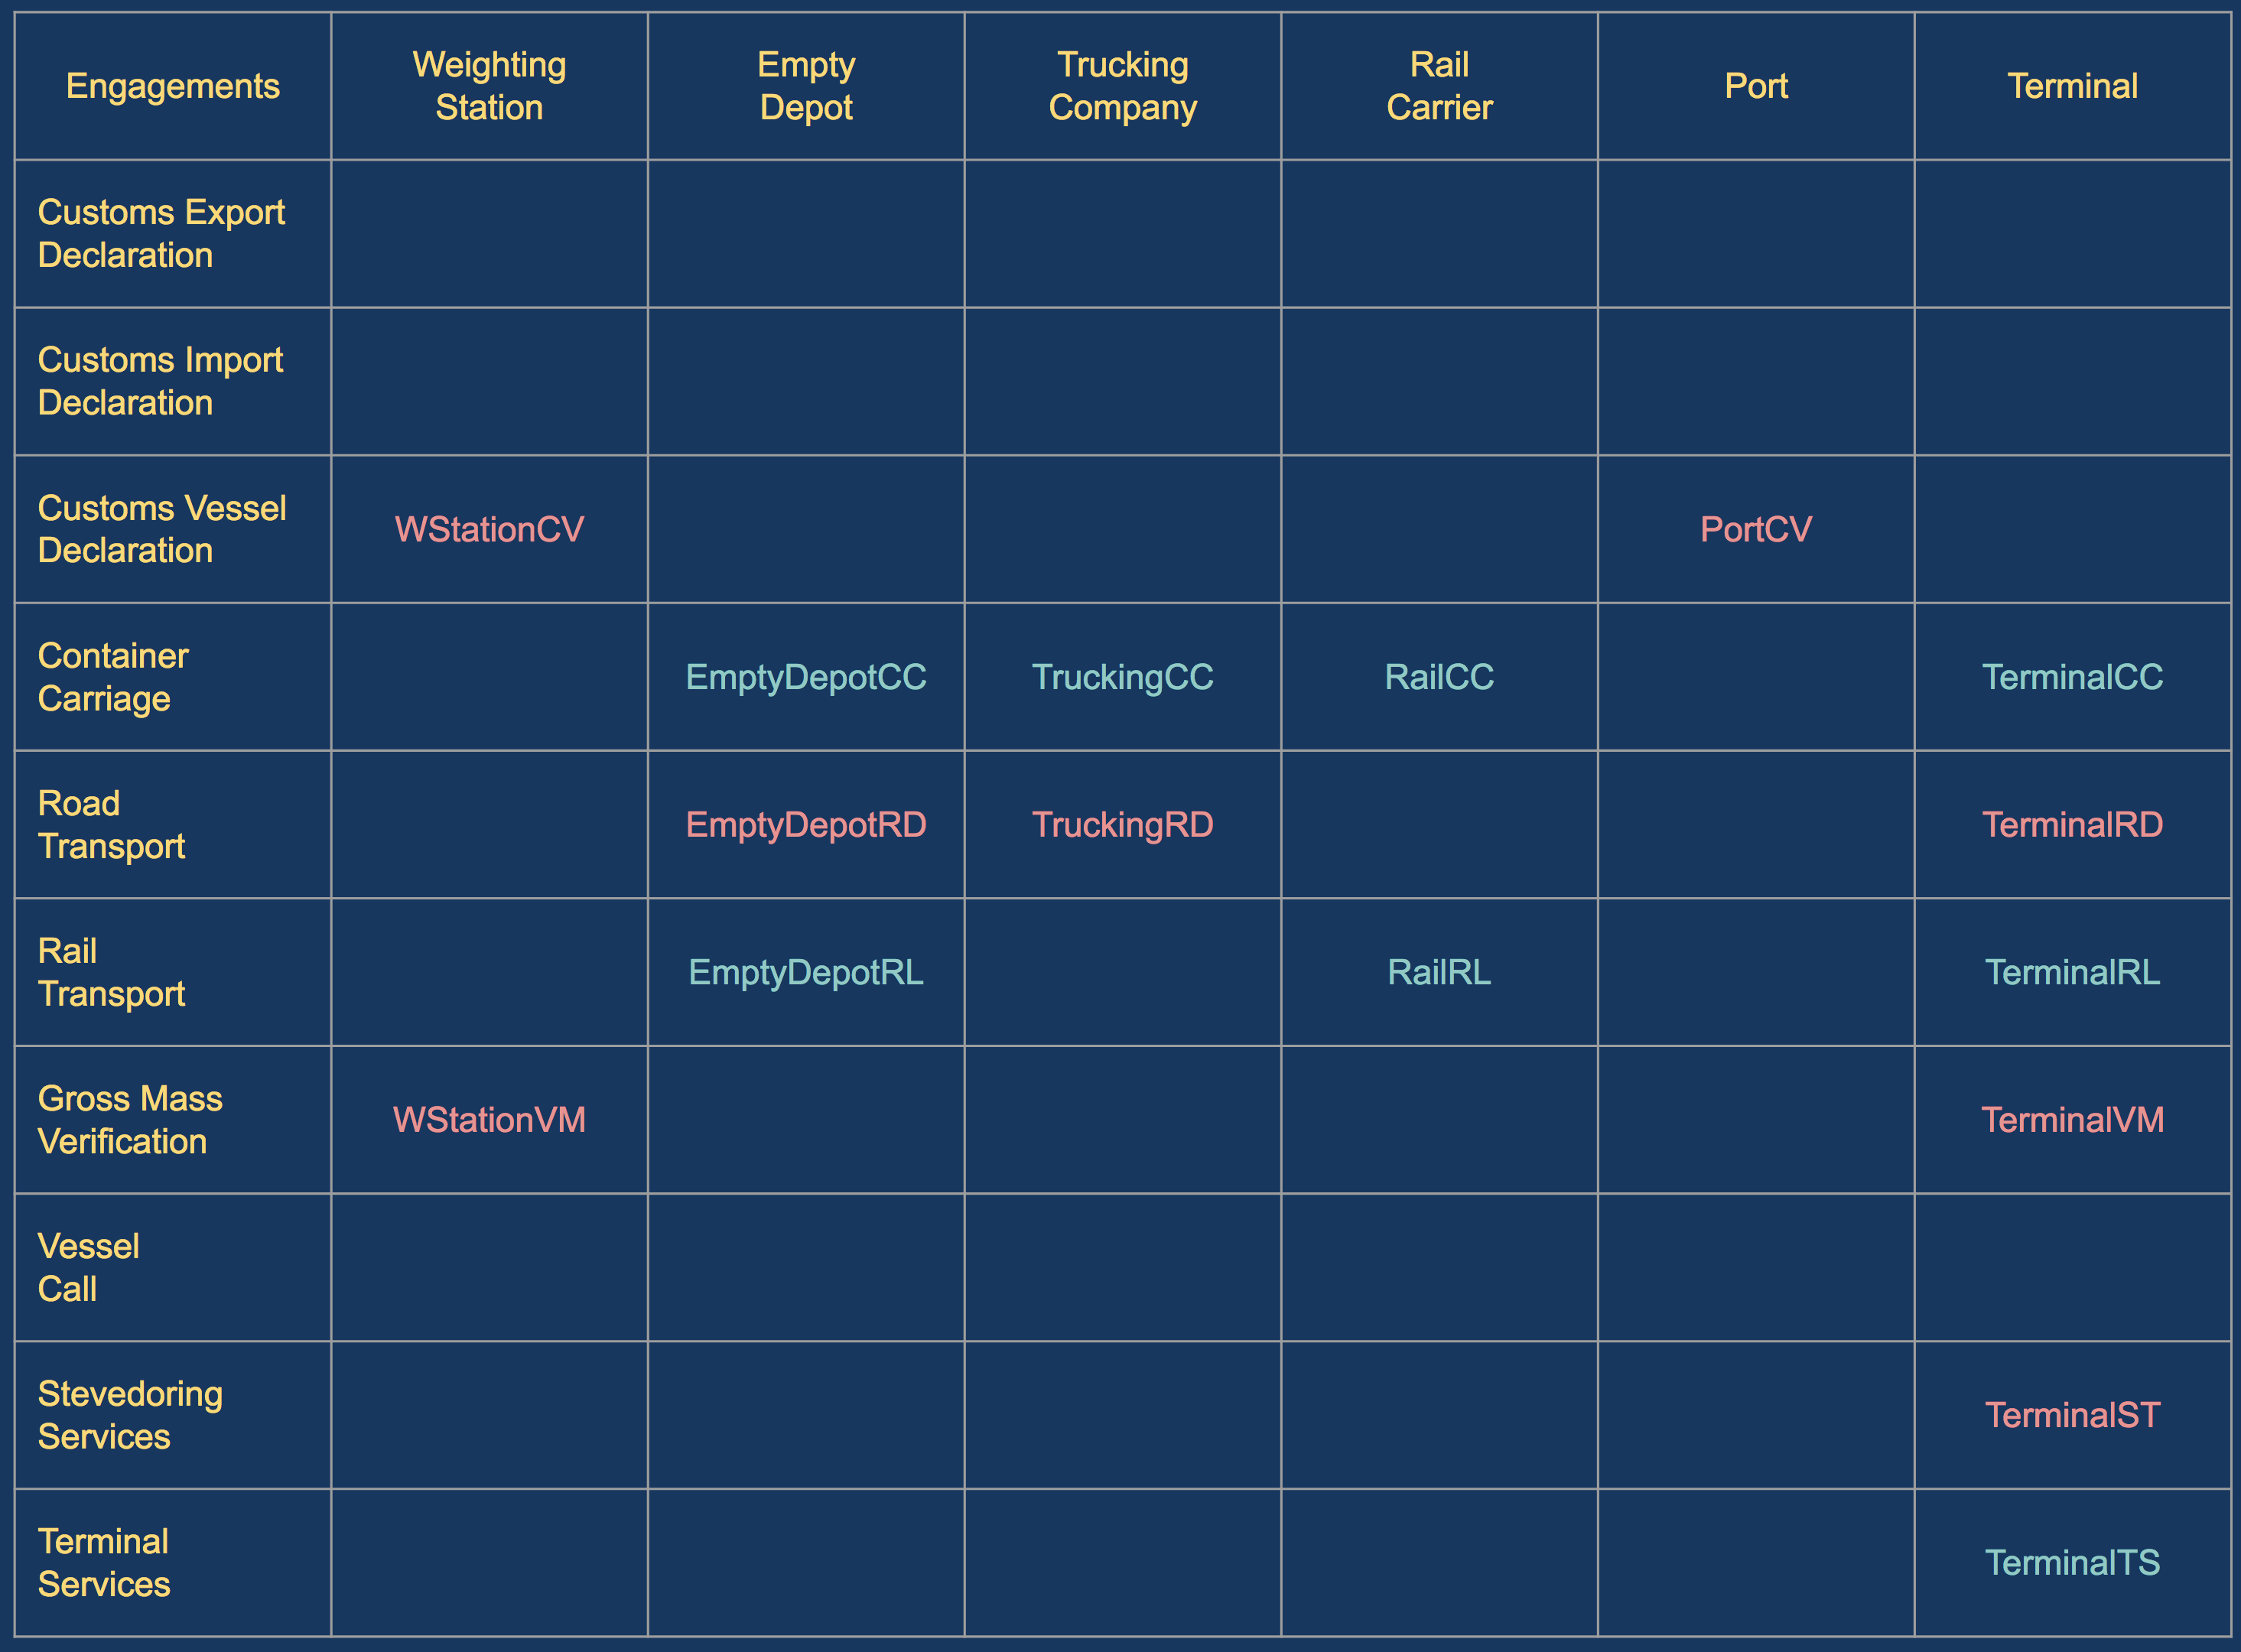 Engagements
Weighting
Station
Empty
Depot
Trucking
Company
Rail
Carrier
Port
Terminal
Customs Export
Declaration
Customs Import
Declaration
Customs Vessel
Declaration
WStationCV
PortCV
Container
Carriage
EmptyDepotCC
TruckingCC
RailCC
TerminalCC
Road
Transport
EmptyDepotRD
TruckingRD
TerminalRD
Rail
Transport
EmptyDepotRL
RailRL
TerminalRL
Gross Mass
Verification
WStationVM
TerminalVM
Vessel
Call
Stevedoring
Services
TerminalST
Terminal
Services
TerminalTS